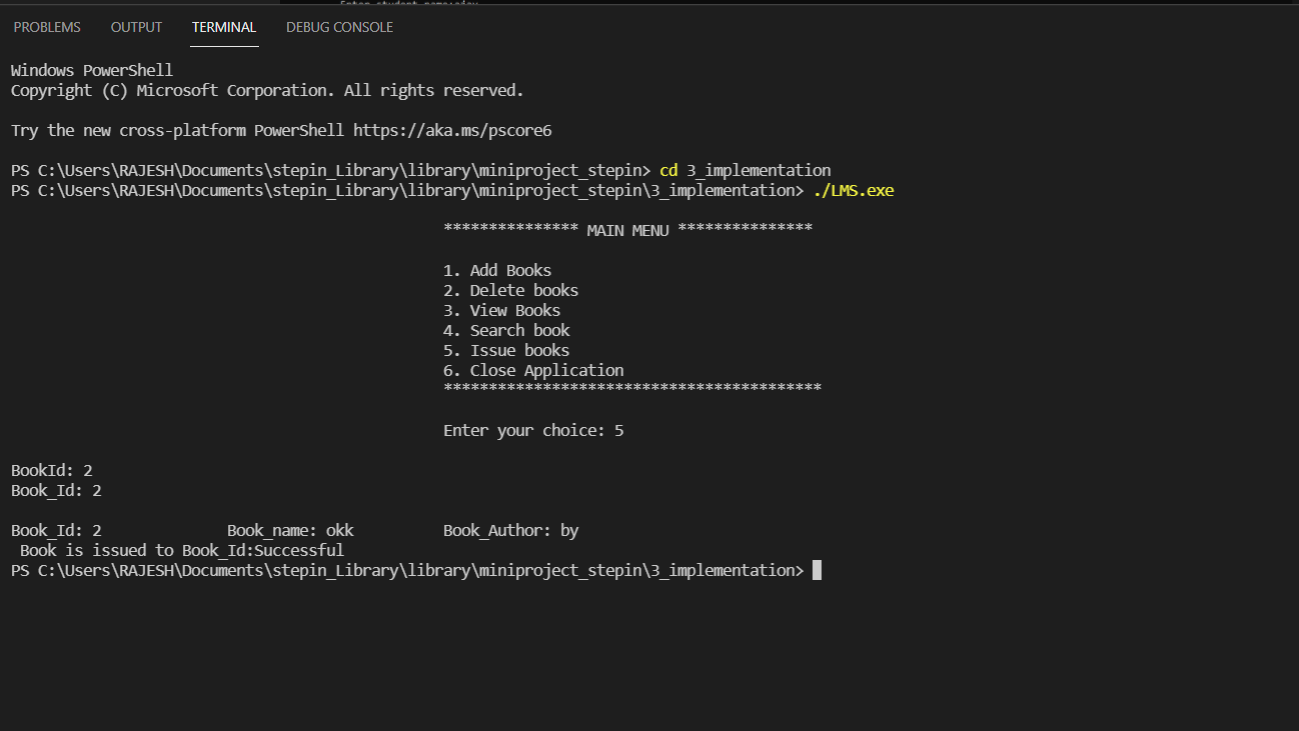 PROBLEMS OUTPUT TERMINAL DEBUG CONSOLE
Windows PowerShell
Copyright (C) Microsoft Corporation. All rights reserved.
Try the new cross-platform PowerShell https://aka.ms/pscore6
PS C:\Users\RAJESH\Documents\stepin_Library\library\miniproject_stepin> cd 3_implementation
PS C:\Users\RAJESH\Documents\stepin_Library\library\miniproject_stepin\3_implementation> ./LMS.exe
*************** MAIN MENU ***************
1. Add Books
2. Delete books
3. View Books
4. Search book
5. Issue books
6. Close Application
******************************************
Enter your choice: 5
BookId: 2
Book_Id: 2
Book_Id: 2 Book_name: okk Book_Author: by
Book is issued to Book_Id:Successful
PS C:\Users\RAJESH\Documents\stepin_Library\library\miniproject_stepin\3_implementation>